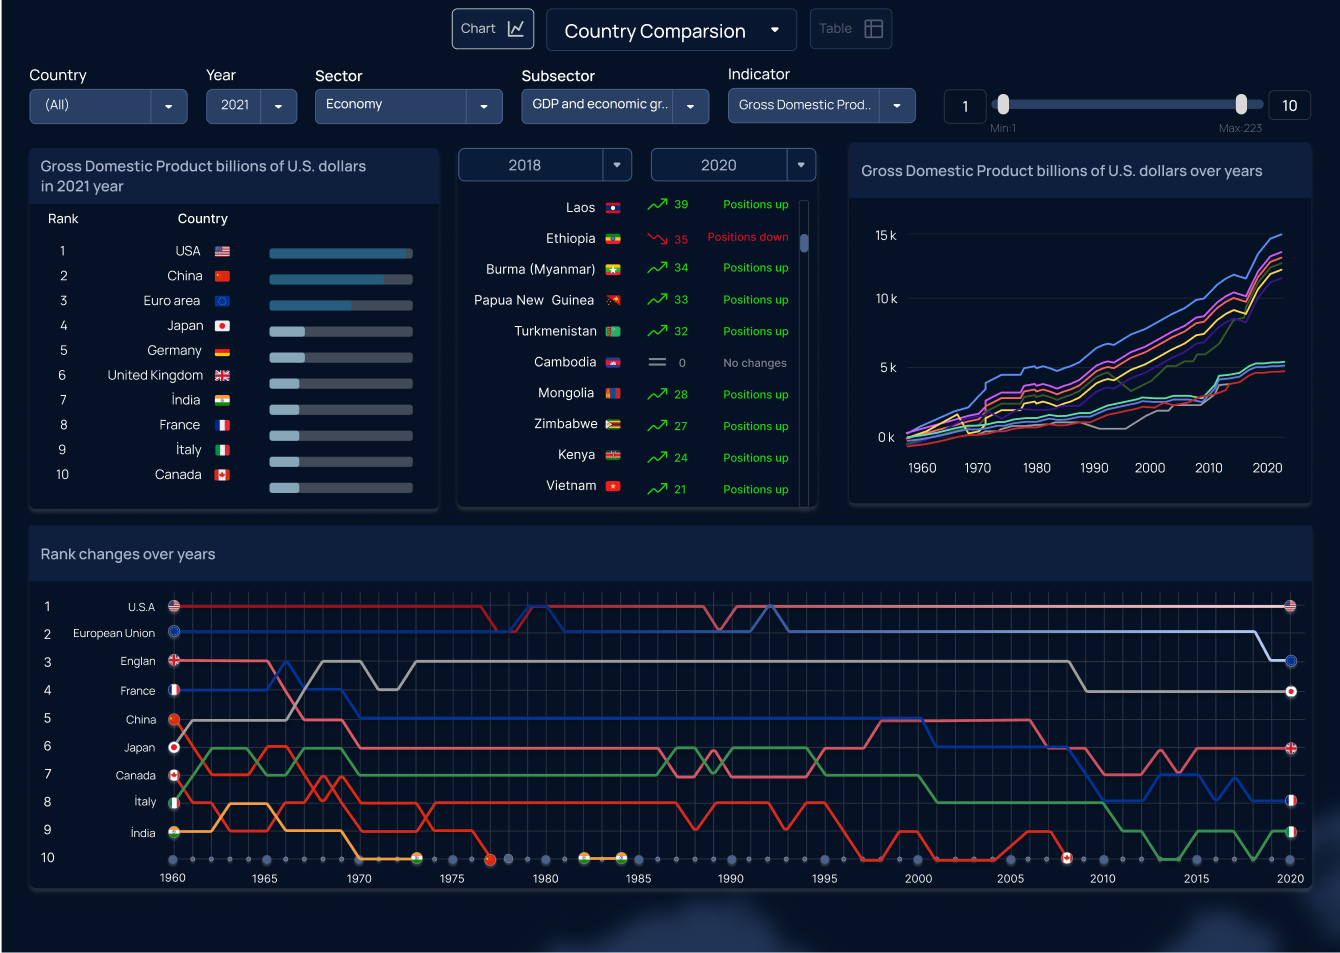 Chart
Country Comparsion
Table
Country
Year
Sector
Subsector
Indicator
(All)
2021
Economy
GDP and economic gr..
Gross Domestic Prod..
1
10
Min:1
Max:223
Gross Domestic Product billions of U.S. dollars
in 2021 year
Rank Country
1 USA
2 China
3 Euro area
4 Japan
5 Germany
6 United Kingdom
7 İndia
8 France
9 İtaly
10 Canada
2018
2020
Laos 39 Positions up
Ethiopia 35 Positions down
Burma (Myanmar) 34 Positions up
Papua New Guinea 33 Positions up
Turkmenistan 32 Positions up
Cambodia 0 No changes
Mongolia 28 Positions up
Zimbabwe 27 Positions up
Kenya 24 Positions up
Vietnam 21 Positions up
Gross Domestic Product billions of U.S. dollars over years
15 k
10 k
5 k
0 k
1960 1970 1980 1990 2000 2010 2020
Rank changes over years
1 U.S.A
2 European Union
3 Englan
4 France
5 China
6 Japan
7 Canada
8 İtaly
9 İndia
10
1960 1965 1970 1975 1980 1985 1990 1995 2000 2005 2010 2015 2020